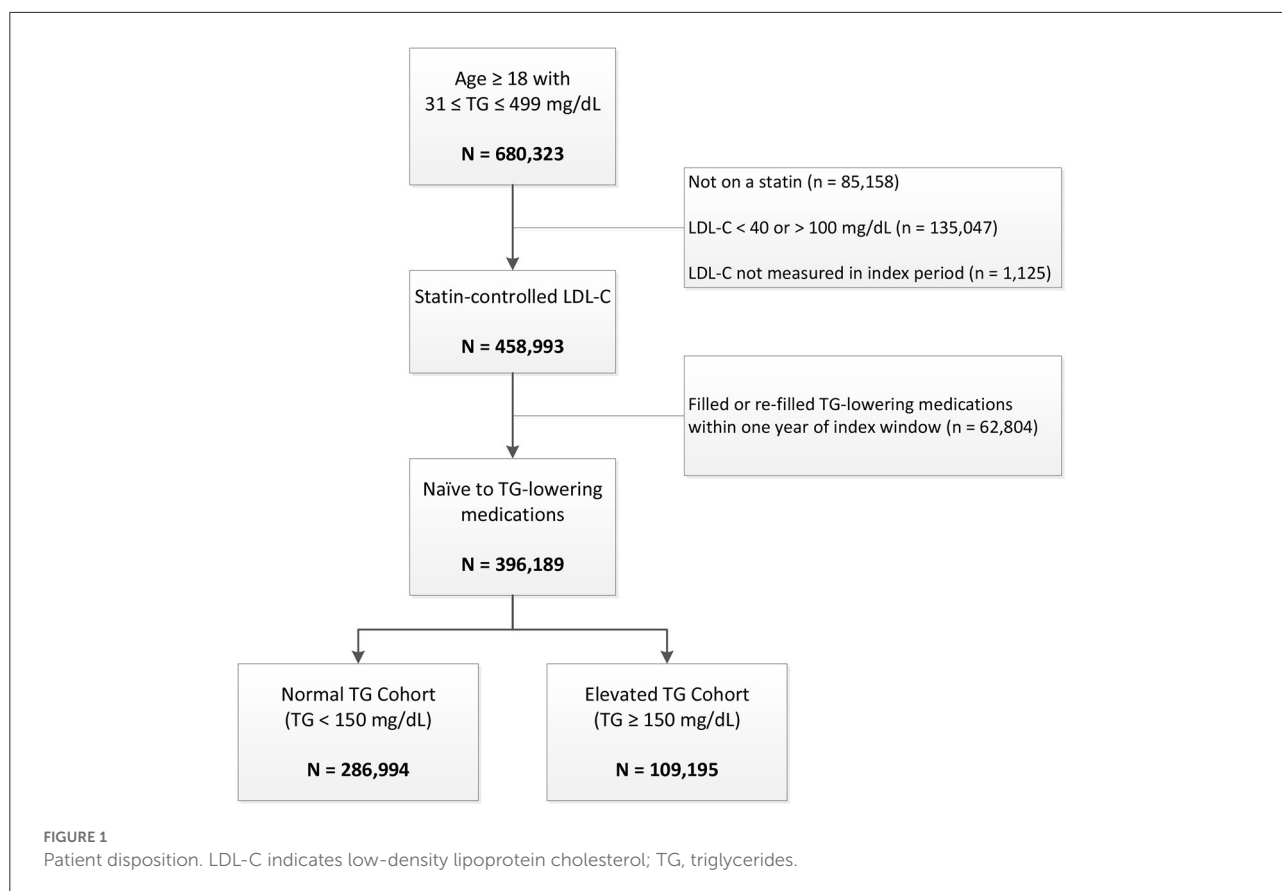 Age ≥ 18 with
31 ≤ TG ≤ 499 mg/dL
N = 680,323
Not on a statin (n = 85,158)
LDL-C < 40 or > 100 mg/dL (n = 135,047)
LDL-C not measured in index period (n = 1,125)
Statin-controlled LDL-C
N = 458,993
Filled or re-filled TG-lowering medications
within one year of index window (n = 62,804)
Naïve to TG-lowering
medications
N = 396,189
Normal TG Cohort
(TG < 150 mg/dL)
N = 286,994
Elevated TG Cohort
(TG ≥ 150 mg/dL)
N = 109,195
FIGURE 1
Patient disposition. LDL-C indicates low-density lipoprotein cholesterol; TG, triglycerides.